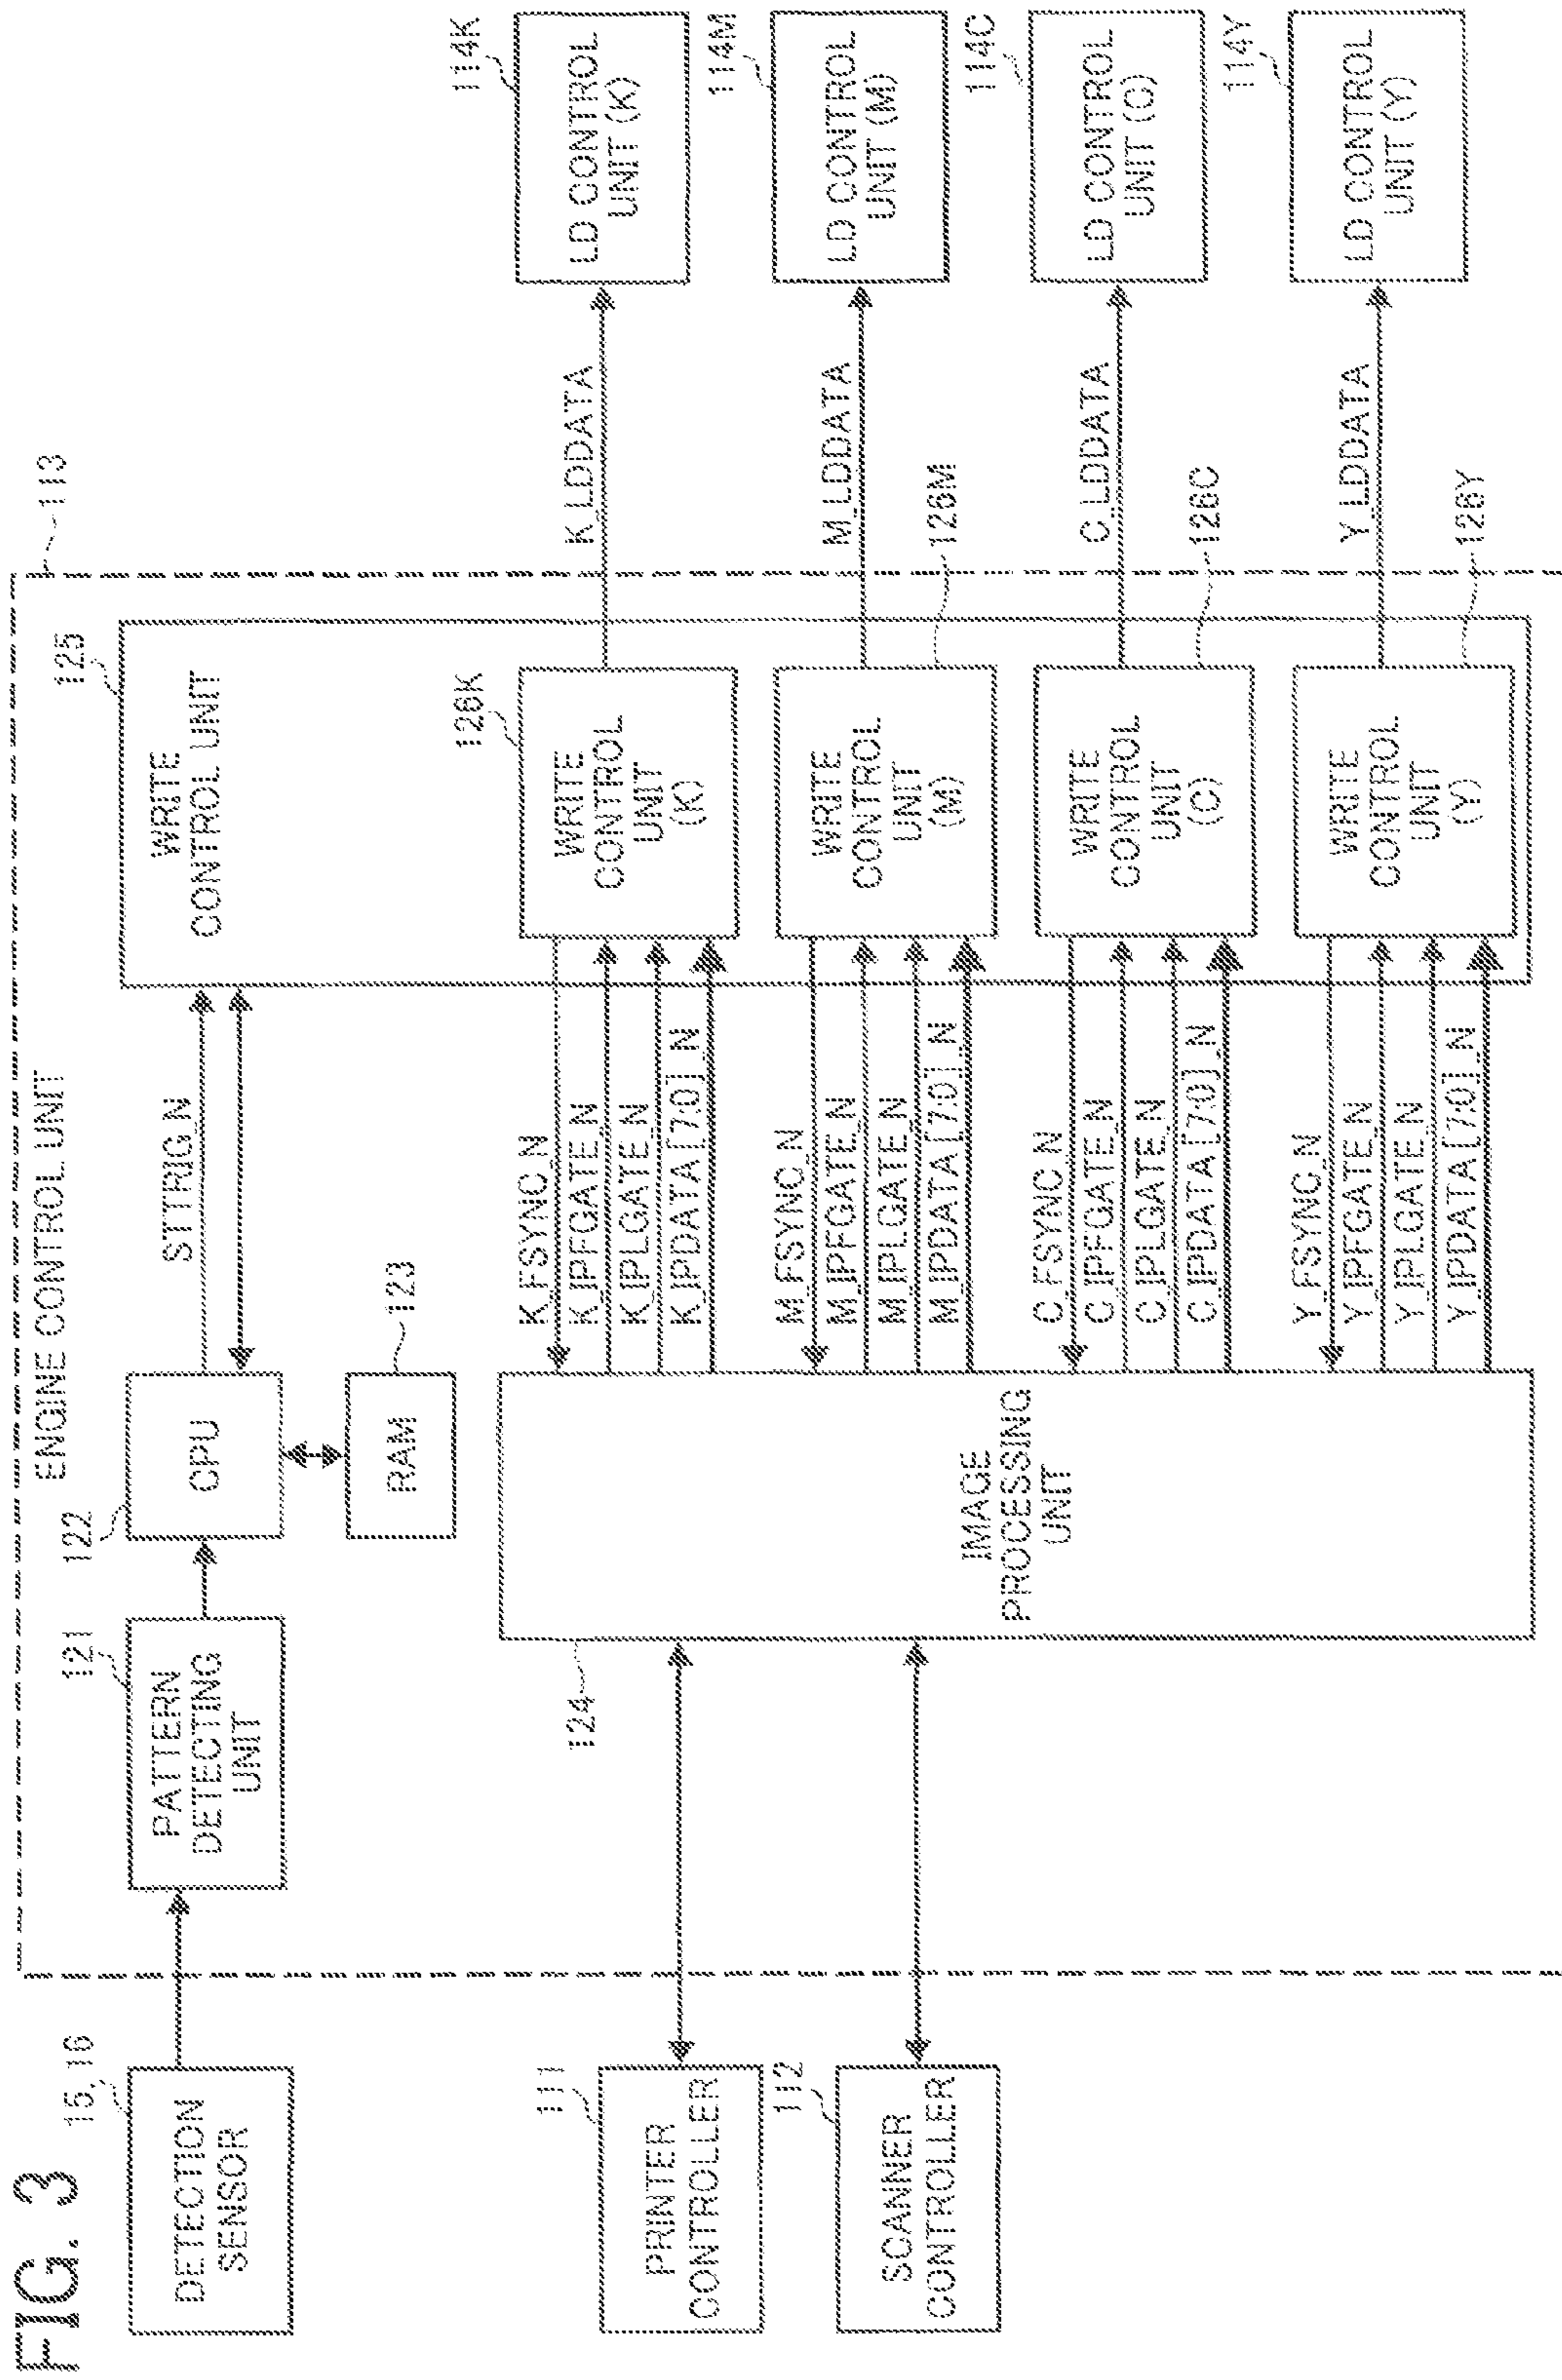 FIG. 3
ENGINE CONTROL UNIT
113
15, 16
DETECTION
SENSOR
121
PATTERN
DETECTING
UNIT
122
CPU
STTRIG_N
125
WRITE
CONTROL UNIT
RAM
123
111
PRINTER
CONTROLLER
112
SCANNER
CONTROLLER
124
IMAGE
PROCESSING
UNIT
K_FSYNC_N
K_IPFGATE_N
K_IPLGATE_N
K_IPDATA[7:0]_N
126K
WRITE
CONTROL
UNIT
(K)
K_LDDATA
114K
LD CONTROL
UNIT (K)
M_FSYNC_N
M_IPFGATE_N
M_IPLGATE_N
M_IPDATA[7:0]_N
WRITE
CONTROL
UNIT
(M)
126M
M_LDDATA
114M
LD CONTROL
UNIT (M)
C_FSYNC_N
C_IPFGATE_N
C_IPLGATE_N
C_IPDATA[7:0]_N
WRITE
CONTROL
UNIT
(C)
126C
C_LDDATA
114C
LD CONTROL
UNIT (C)
Y_FSYNC_N
Y_IPFGATE_N
Y_IPLGATE_N
Y_IPDATA[7:0]_N
WRITE
CONTROL
UNIT
(Y)
126Y
Y_LDDATA
114Y
LD CONTROL
UNIT (Y)